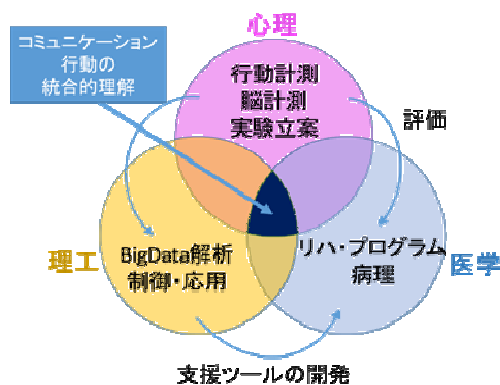 心理
コミュニケーション
行動の
統合的理解
行動計測
脳計測
実験立案
評価
理工
BigData解析
制御・応用
リハ・プログラム
病理
医学
支援ツールの開発